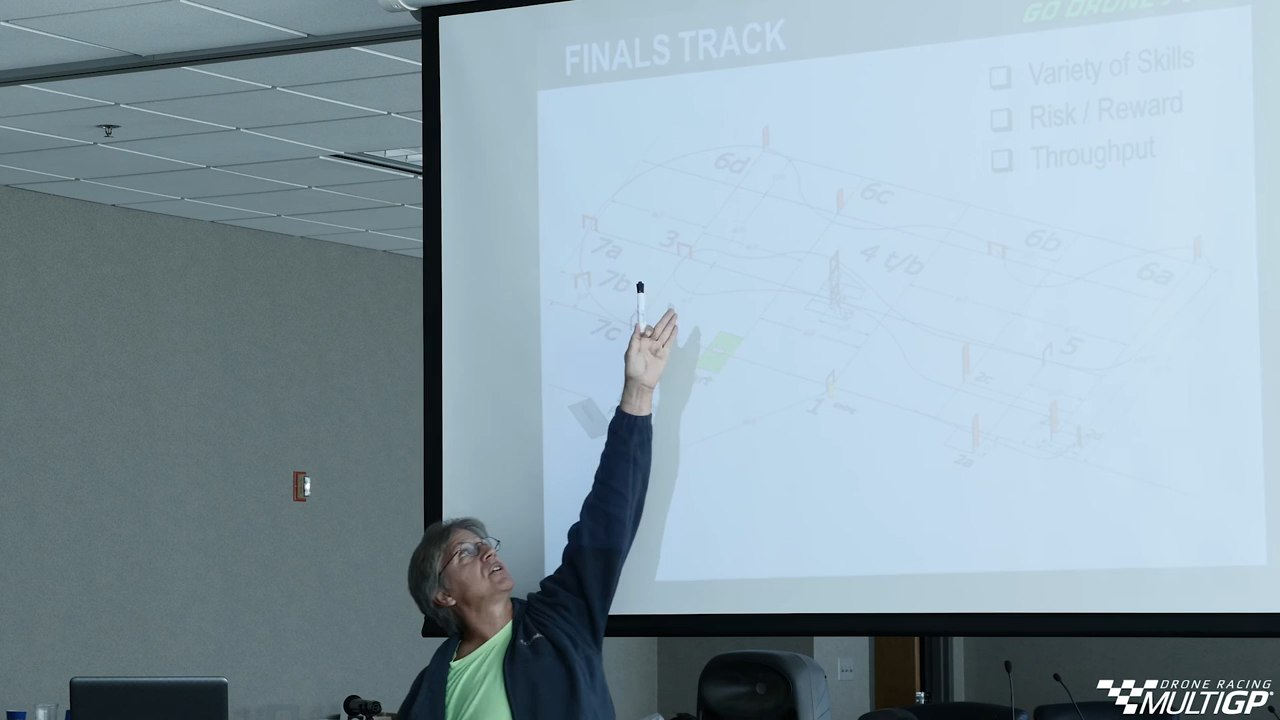 GO DRONE
FINALS TRACK
Variety of Skills
Risk / Reward
Throughput
6d
6c
7a
3
4 t/b
6b
6a
7b
7c
5
1
DRONE RACING
MULTIGP